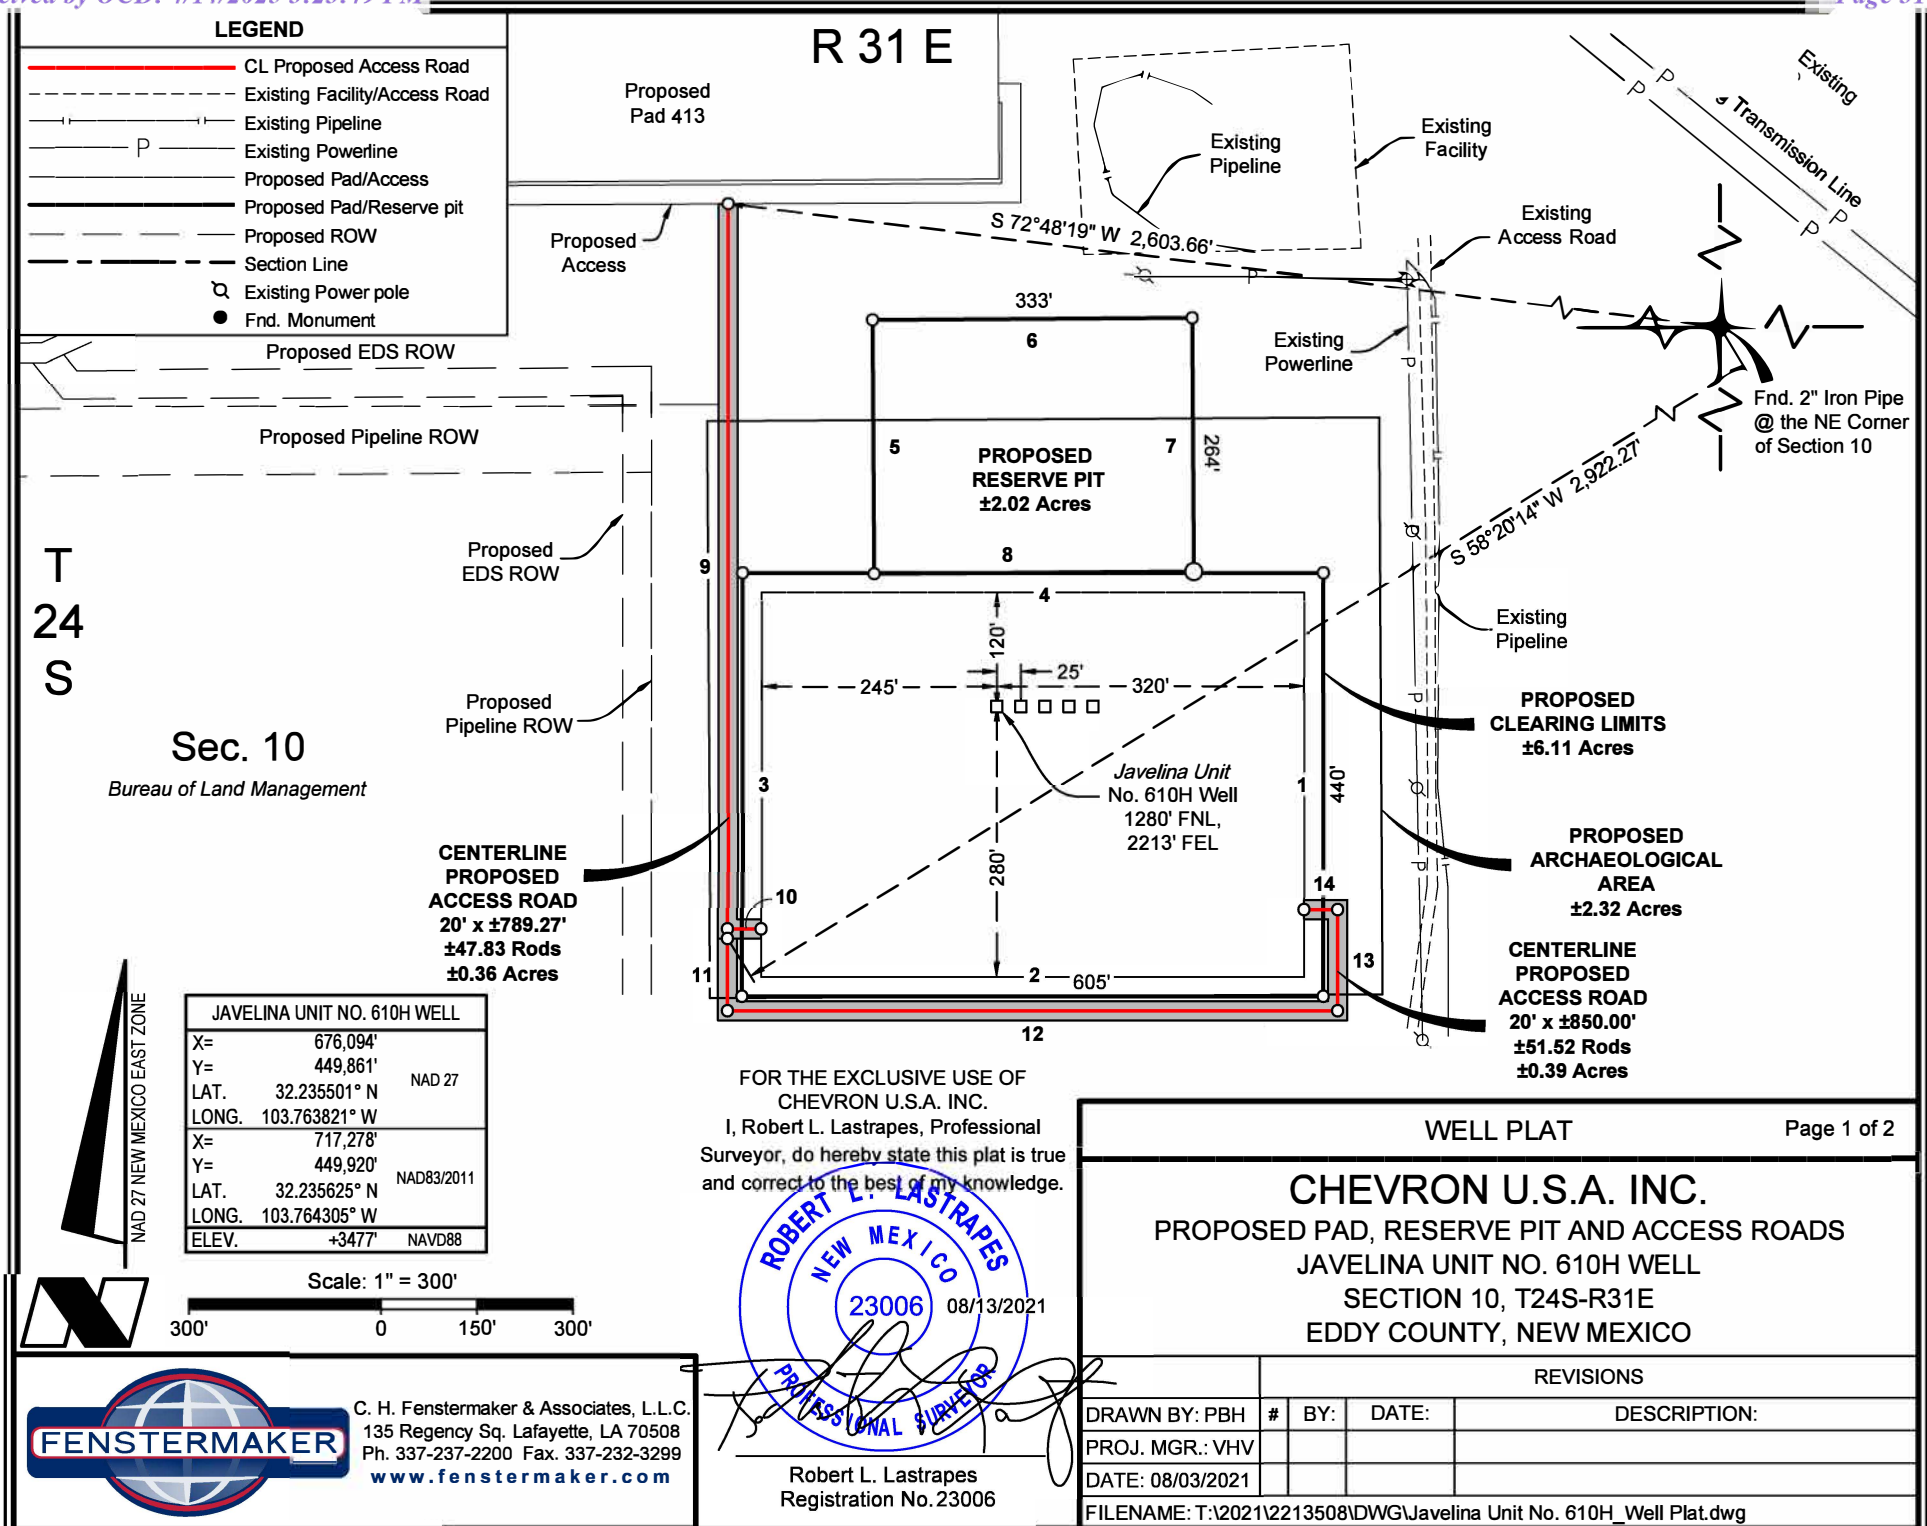 LEGEND
CL Proposed Access Road
Existing Facility/Access Road
Existing Pipeline
P
Existing Powerline
Proposed Pad/Access
Proposed Pad/Reserve pit
Proposed ROW
Section Line
Existing Power pole
Fnd. Monument
R 31 E
Proposed
Pad 413
Proposed
Access
Existing
Pipeline
Existing
Facility
Existing
Transmission Line
P
P
P
P
S 72°48'19" W 2,603.66'
P
Existing
Access Road
Existing
Powerline
P
Fnd. 2" Iron Pipe
@ the NE Corner
of Section 10
S 58°20'14" W 2,922.27'
Proposed EDS ROW
Proposed Pipeline ROW
Proposed
EDS ROW
Proposed
Pipeline ROW
T
24
S
Sec. 10
Bureau of Land Management
333'
6
5
7
264'
PROPOSED
RESERVE PIT
±2.02 Acres
8
9
4
120'
25'
245'
320'
3
1
440'
280'
Javelina Unit
No. 610H Well
1280' FNL,
2213' FEL
10
14
11
2
605'
13
12
Existing
Pipeline
P
P
PROPOSED
CLEARING LIMITS
±6.11 Acres
PROPOSED
ARCHAEOLOGICAL
AREA
±2.32 Acres
CENTERLINE
PROPOSED
ACCESS ROAD
20' x ±850.00'
±51.52 Rods
±0.39 Acres
CENTERLINE
PROPOSED
ACCESS ROAD
20' x ±789.27'
±47.83 Rods
±0.36 Acres
NAD 27 NEW MEXICO EAST ZONE
JAVELINA UNIT NO. 610H WELL
X= 676,094'
Y= 449,861'
NAD 27
LAT. 32.235501° N
LONG. 103.763821° W
X= 717,278'
Y= 449,920'
NAD83/2011
LAT. 32.235625° N
LONG. 103.764305° W
ELEV. +3477' NAVD88
Scale: 1" = 300'
300' 0 150' 300'
FOR THE EXCLUSIVE USE OF
CHEVRON U.S.A. INC.
I, Robert L. Lastrapes, Professional
Surveyor, do hereby state this plat is true
and correct to the best of my knowledge.
ROBERT L. LASTRAPES
NEW MEXICO
23006
08/13/2021
PROFESSIONAL SURVEYOR
Robert L. Lastrapes
Registration No. 23006
FENSTERMAKER
C. H. Fenstermaker & Associates, L.L.C.
135 Regency Sq. Lafayette, LA 70508
Ph. 337-237-2200 Fax. 337-232-3299
www.fenstermaker.com
WELL PLAT
Page 1 of 2
CHEVRON U.S.A. INC.
PROPOSED PAD, RESERVE PIT AND ACCESS ROADS
JAVELINA UNIT NO. 610H WELL
SECTION 10, T24S-R31E
EDDY COUNTY, NEW MEXICO
REVISIONS
DRAWN BY: PBH # BY: DATE: DESCRIPTION:
PROJ. MGR.: VHV
DATE: 08/03/2021
FILENAME: T:\2021\2213508\DWG\Javelina Unit No. 610H_Well Plat.dwg